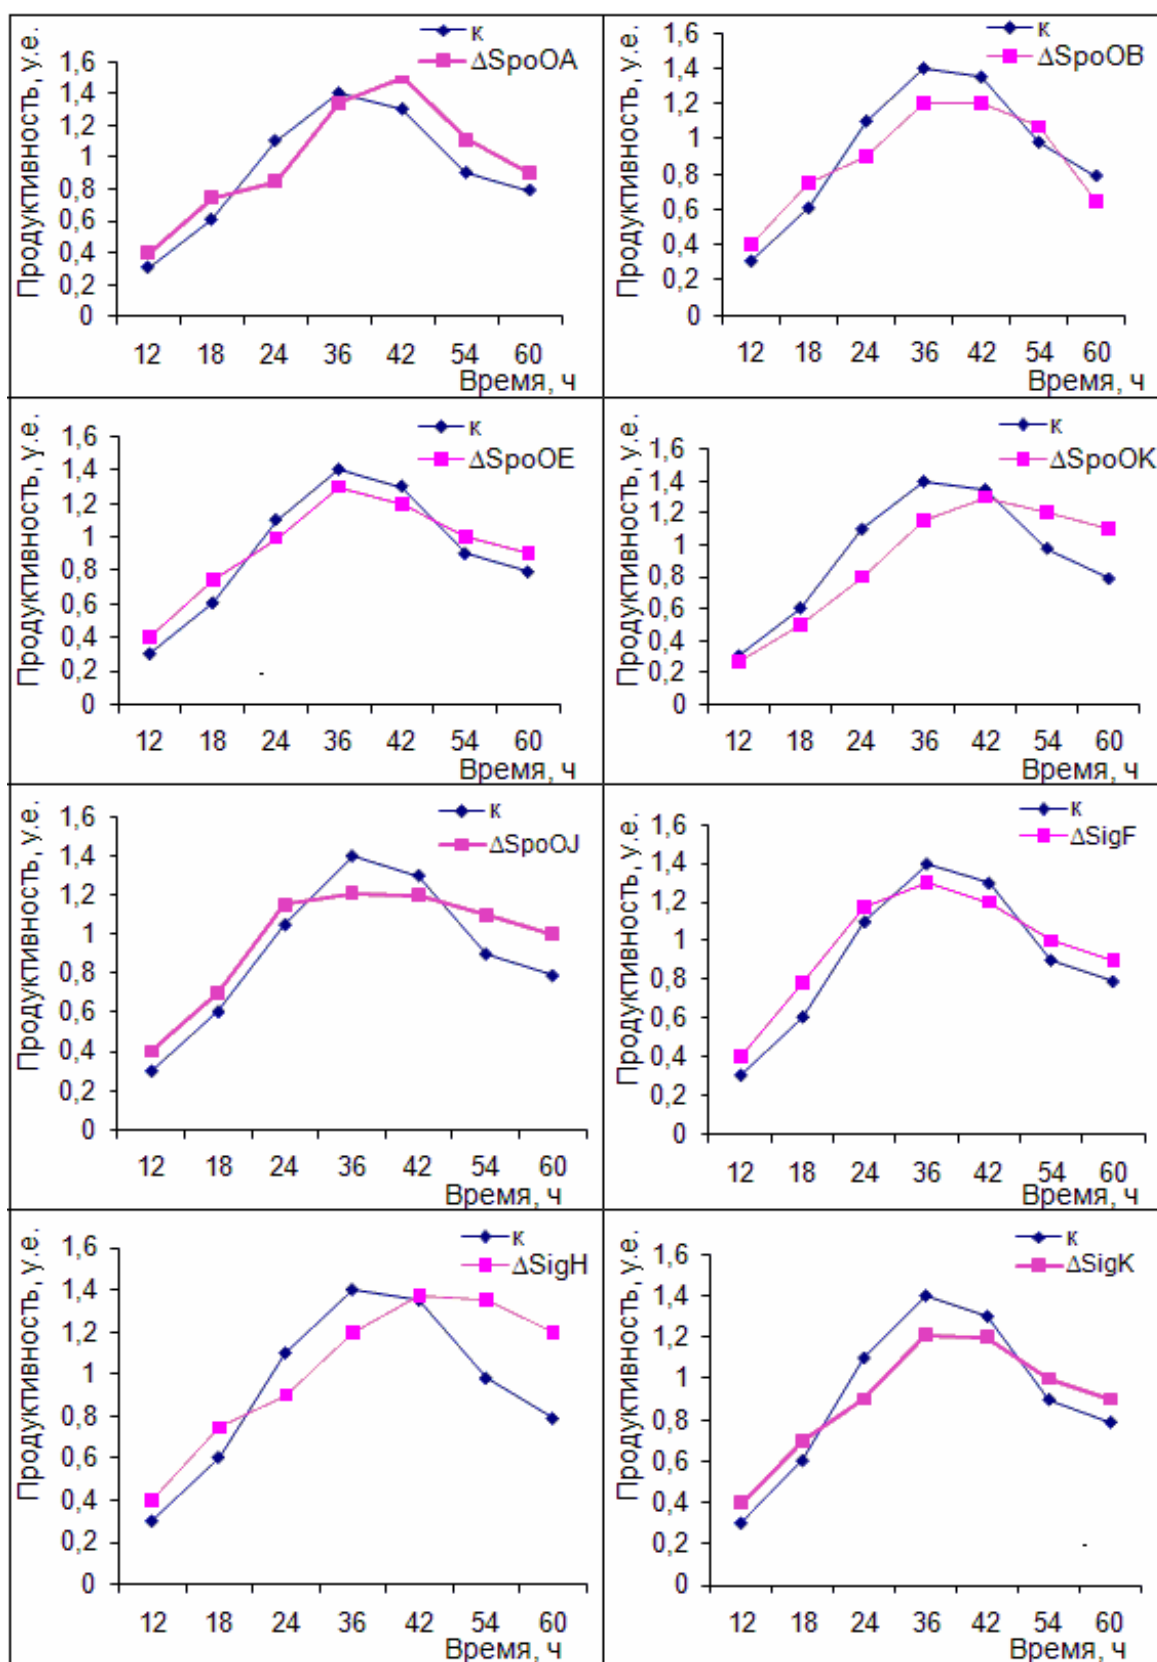 Продуктивность, у.е.
1,6
1,4
1,2
1
0,8
0,6
0,4
0,2
0
к
ΔSpoOA
12 18 24 36 42 54 60
Время, ч
Продуктивность, у.е.
1,6
1,4
1,2
1
0,8
0,6
0,4
0,2
0
к
ΔSpoOB
12 18 24 36 42 54 60
Время, ч
Продуктивность, у.е.
1,6
1,4
1,2
1
0,8
0,6
0,4
0,2
0
к
ΔSpoOE
12 18 24 36 42 54 60
Время, ч
Продуктивность, у.е.
1,6
1,4
1,2
1
0,8
0,6
0,4
0,2
0
к
ΔSpoOK
12 18 24 36 42 54 60
Время, ч
Продуктивность, у.е.
1,6
1,4
1,2
1
0,8
0,6
0,4
0,2
0
к
ΔSpoOJ
12 18 24 36 42 54 60
Время, ч
Продуктивность, у.е.
1,6
1,4
1,2
1
0,8
0,6
0,4
0,2
0
к
ΔSigF
12 18 24 36 42 54 60
Время, ч
Продуктивность, у.е.
1,6
1,4
1,2
1
0,8
0,6
0,4
0,2
0
к
ΔSigH
12 18 24 36 42 54 60
Время, ч
Продуктивность, у.е.
1,6
1,4
1,2
1
0,8
0,6
0,4
0,2
0
к
ΔSigK
12 18 24 36 42 54 60
Время, ч